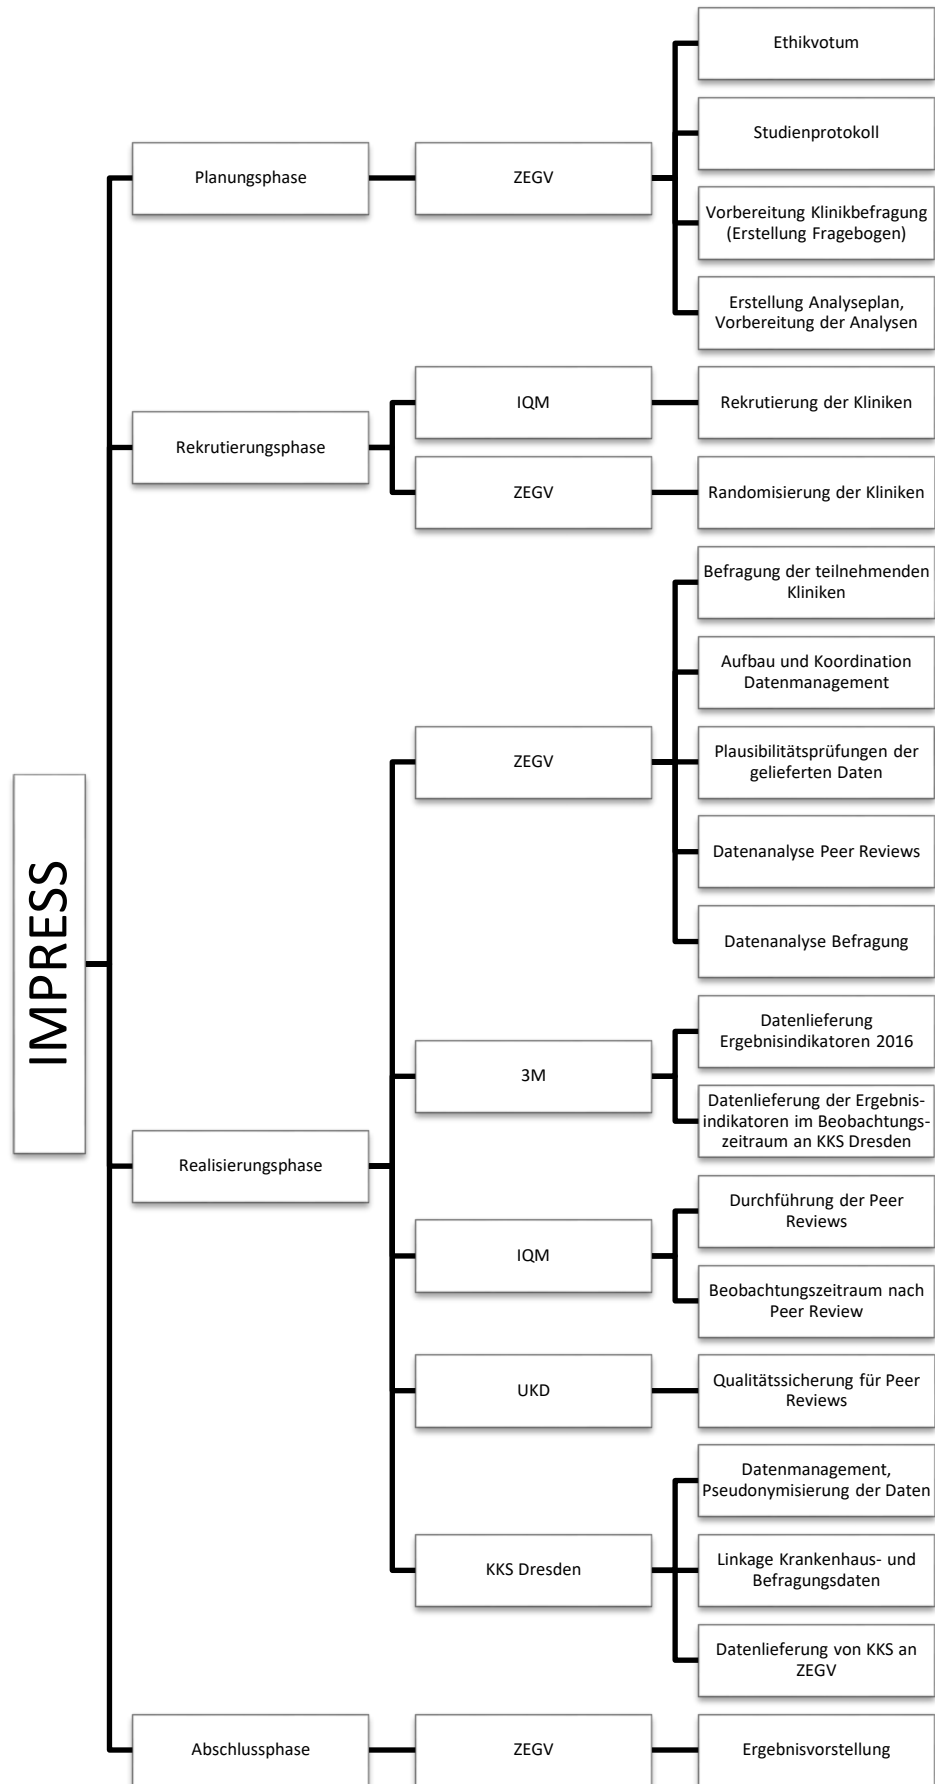 IMPRESS
Planungsphase
ZEGV
Ethikvotum
Studienprotokoll
Vorbereitung Klinikbefragung
(Erstellung Fragebogen)
Erstellung Analyseplan,
Vorbereitung der Analysen
Rekrutierungsphase
IQM
Rekrutierung der Kliniken
ZEGV
Randomisierung der Kliniken
Realisierungsphase
ZEGV
Befragung der teilnehmenden
Kliniken
Aufbau und Koordination
Datenmanagement
Plausibilitätsprüfungen der
gelieferten Daten
Datenanalyse Peer Reviews
Datenanalyse Befragung
3M
Datenlieferung
Ergebnisindikatoren 2016
Datenlieferung der Ergebnis-
indikatoren im Beobachtungs-
zeitraum an KKS Dresden
IQM
Durchführung der Peer
Reviews
Beobachtungszeitraum nach
Peer Review
UKD
Qualitätssicherung für Peer
Reviews
KKS Dresden
Datenmanagement,
Pseudonymisierung der Daten
Linkage Krankenhaus- und
Befragungsdaten
Datenlieferung von KKS an
ZEGV
Abschlussphase
ZEGV
Ergebnisvorstellung